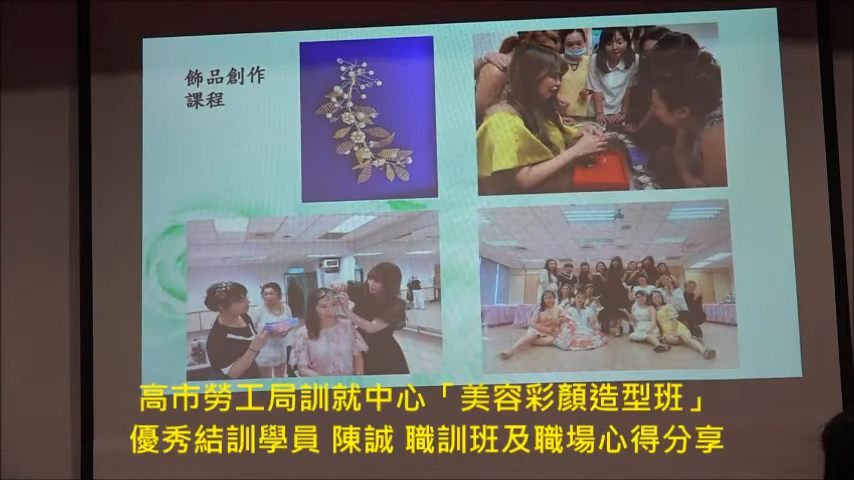 飾品創作
課程
高市勞工局訓就中心「美容彩顏造型班」
優秀結訓學員 陳誠 職訓班及職場心得分享